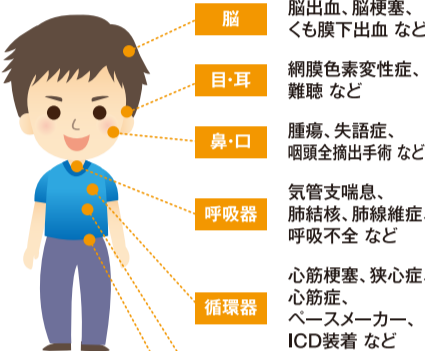 脳
脳出血、脳梗塞、
くも膜下出血 など
目・耳
網膜色素変性症、
難聴 など
鼻・口
腫瘍、失語症、
咽頭全摘出手術 など
呼吸器
気管支喘息、
肺結核、肺線維症、
呼吸不全 など
循環器
心筋梗塞、狭心症、
心筋症、
ペースメーカー、
ICD装着 など